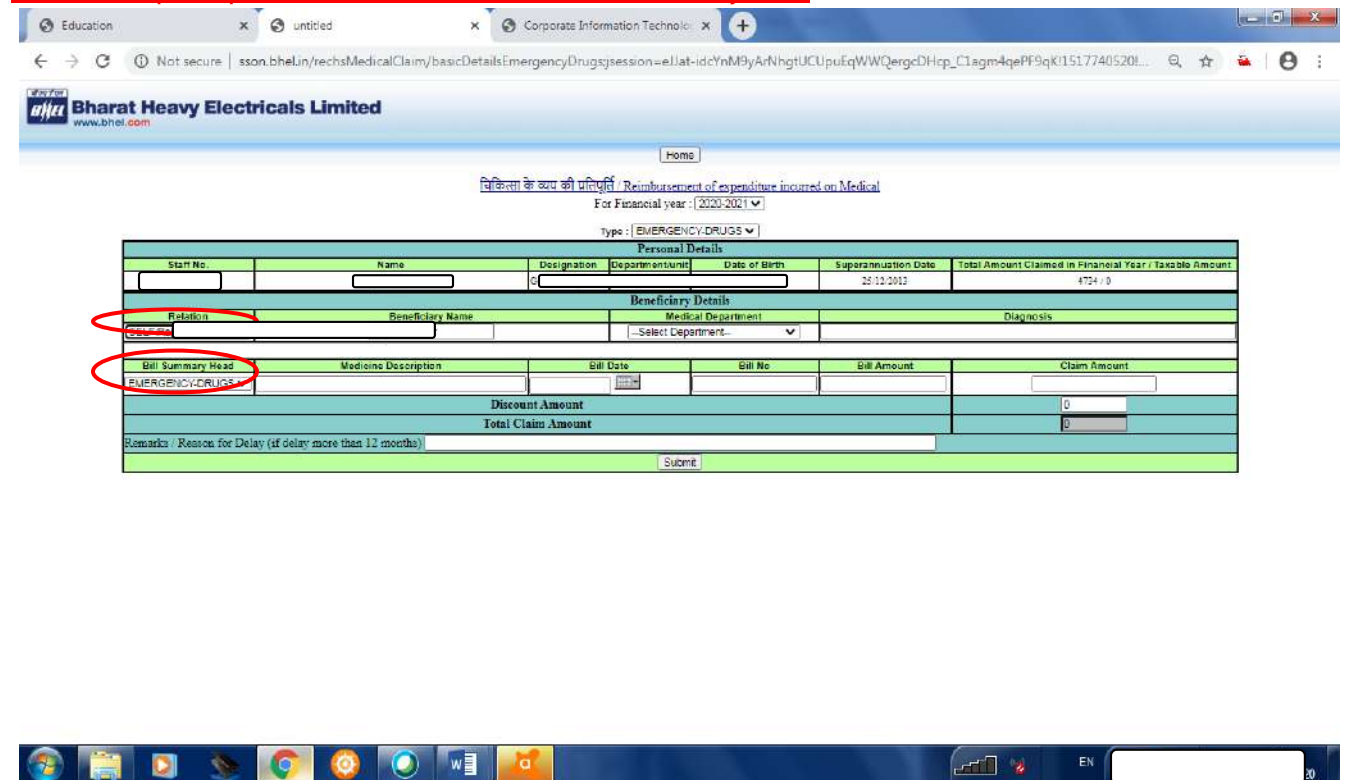 Education
untitled
Corporate Information Technolo
Not secure | sson.bhel.in/rechsMedicalClaim/basicDetailsEmergencyDrugsjsession=
Bharat Heavy Electricals Limited
www.bhel.com
Home
चिकित्सा के व्यय की प्रतिपूर्ति / Reimbursement of expenditure incurred on Medical
For Financial year : 2020-2021
Type : EMERGENCY-DRUGS
Personal Details
Staff No. Name Designation Department/unit Date of Birth Superannuation Date Total Amount Claimed in Financial Year / Taxable Amount
G 25/12/2013 4734 / 0
Beneficiary Details
Relation Beneficiary Name Medical Department Diagnosis
--Select Department--
Bill Summary Head Medicine Description Bill Date Bill No Bill Amount Claim Amount
EMERGENCY-DRUGS
Discount Amount 0
Total Claim Amount 0
Remarks / Reason for Delay (if delay more than 12 months)
Submit
EN
20